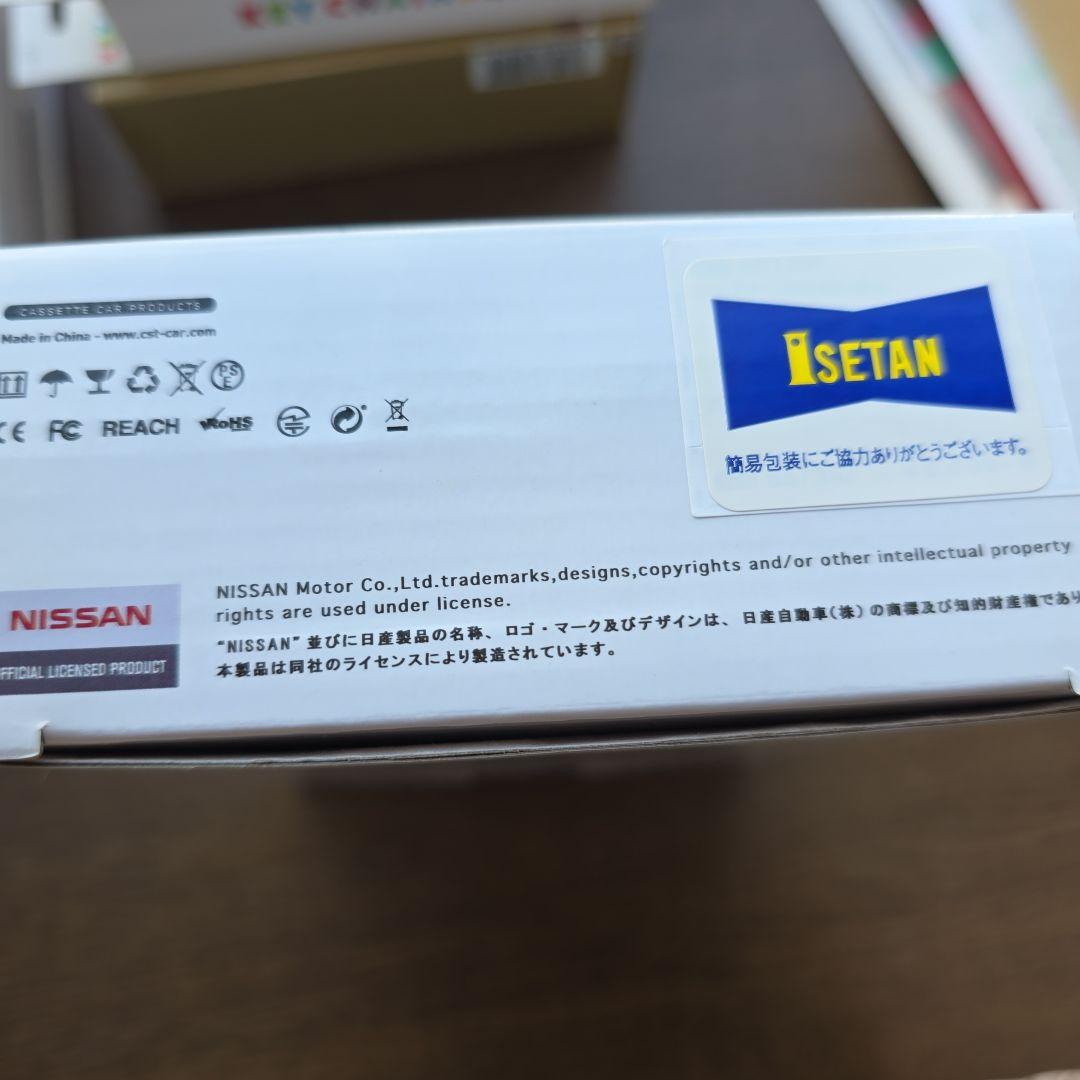 KEY CHAIN
CASSETTE CAR PRODUCTS
Made in China - www.cst-car.com
PS
E
CE FC REACH RoHS
ISETAN
簡易包装にご協力ありがとうございます。
NISSAN Motor Co.,Ltd.trademarks,designs,copyrights and/or other intellectual property
rights are used under license.
"NISSAN" 並びに日産製品の名称、ロゴ・マーク及びデザインは、日産自動車(株)の商標及び知的財産権であり
本製品は同社のライセンスにより製造されています。
NISSAN
OFFICIAL LICENSED PRODUCT